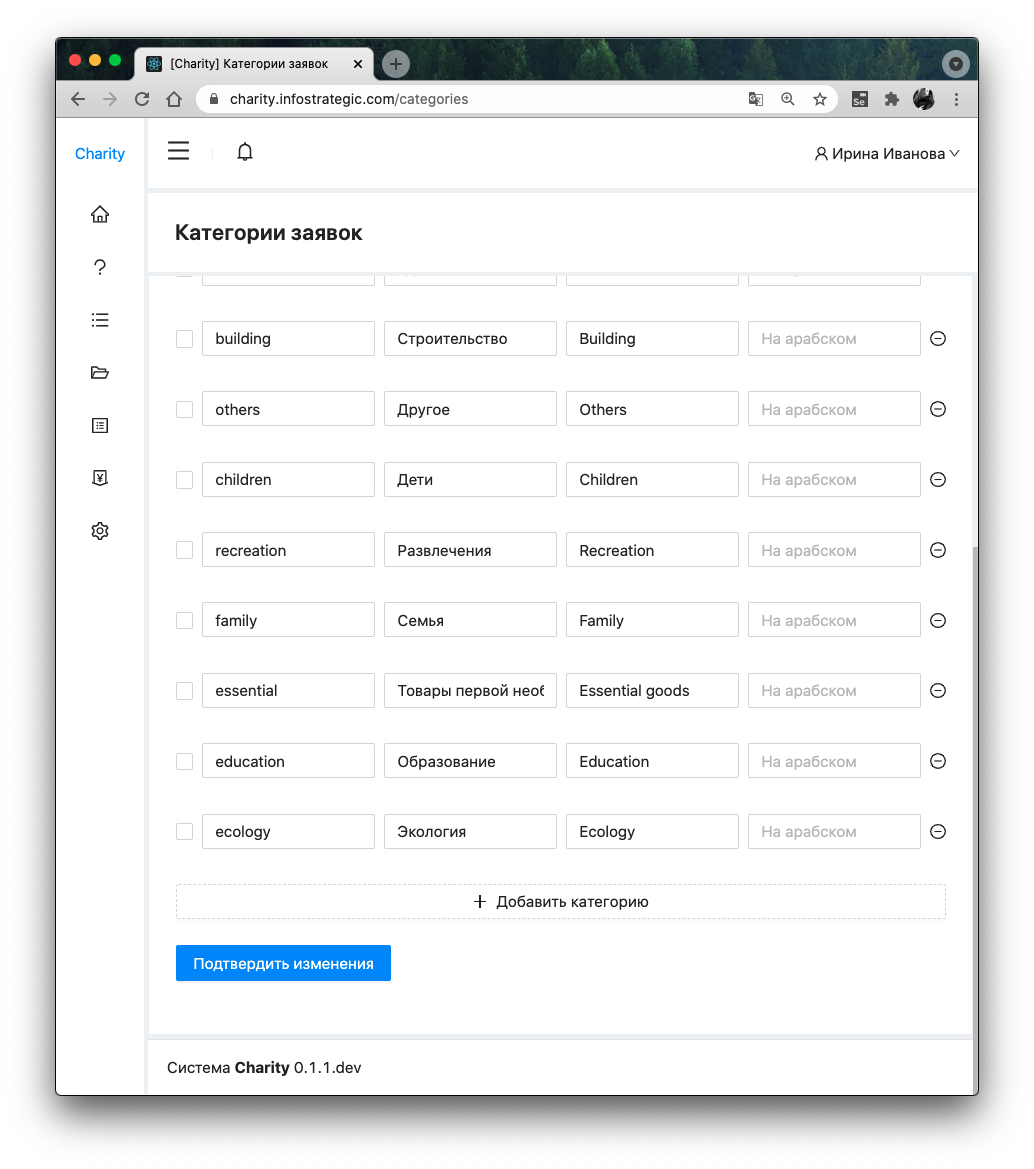 [Charity] Категории заявок
charity.infostrategic.com/categories
Se
Charity
Ирина Иванова
Категории заявок
building Строительство Building На арабском
others Другое Others На арабском
children Дети Children На арабском
recreation Развлечения Recreation На арабском
family Семья Family На арабском
essential Товары первой необ Essential goods На арабском
education Образование Education На арабском
ecology Экология Ecology На арабском
+ Добавить категорию
Подтвердить изменения
Система Charity 0.1.1.dev